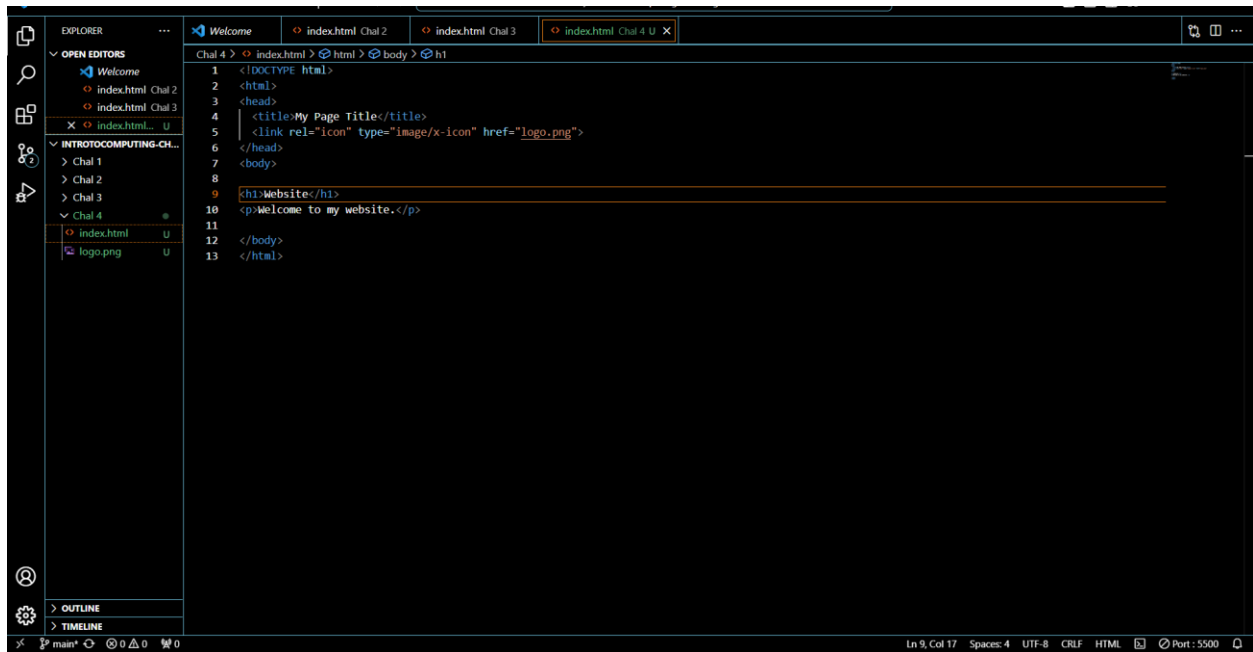 EXPLORER ...
OPEN EDITORS
Welcome
index.html Chal 2
index.html Chal 3
index.html... U
INTROTOCOMPUTING-CH...
Chal 1
Chal 2
Chal 3
Chal 4
index.html U
logo.png U
OUTLINE
TIMELINE
2
Welcome index.html Chal 2 index.html Chal 3 index.html Chal 4 U
Chal 4 > index.html > html > body > h1
1 <!DOCTYPE html>
2 <html>
3 <head>
4 <title>My Page Title</title>
5 <link rel="icon" type="image/x-icon" href="logo.png">
6 </head>
7 <body>
8
9 <h1>Website</h1>
10 <p>Welcome to my website.</p>
11
12 </body>
13 </html>
main* 0 0 0 Ln 9, Col 17 Spaces: 4 UTF-8 CRLF HTML Port : 5500